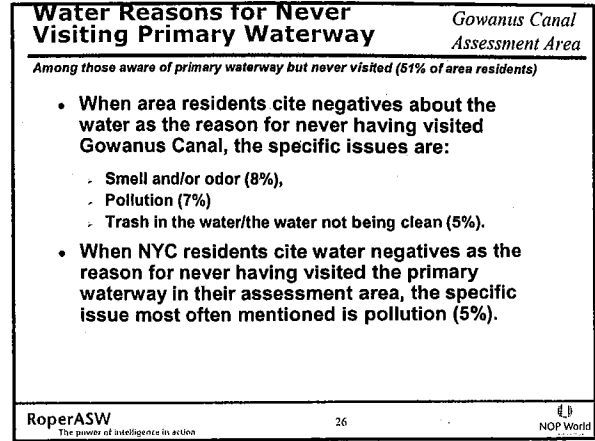 Water Reasons for Never
Visiting Primary Waterway
Gowanus Canal
Assessment Area
Among those aware of primary waterway but never visited (51% of area residents)
• When area residents cite negatives about the
water as the reason for never having visited
Gowanus Canal, the specific issues are:
Smell and/or odor (8%),
Pollution (7%)
Trash in the water/the water not being clean (5%).
• When NYC residents cite water negatives as the
reason for never having visited the primary
waterway in their assessment area, the specific
issue most often mentioned is pollution (5%).
RoperASW
The power of intelligence in action
26
NOP World